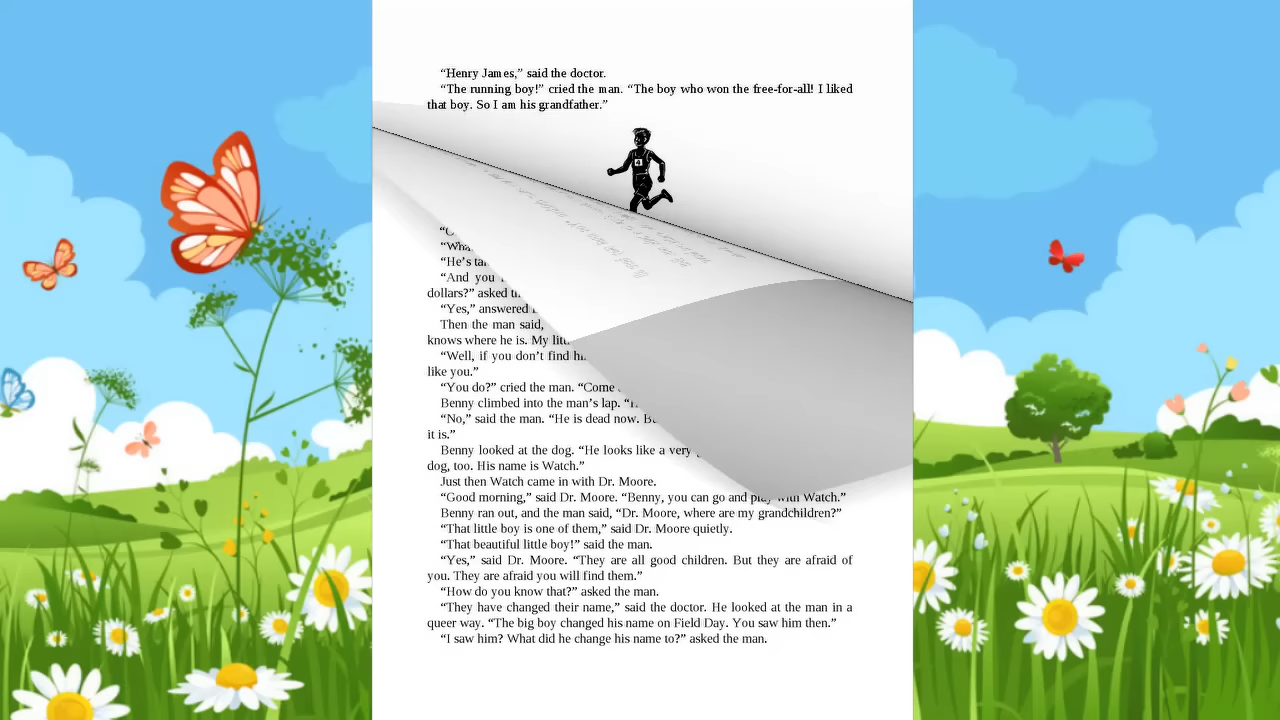 “Henry James,” said the doctor.
“The running boy!” cried the man. “The boy who won the free-for-all! I liked
that boy. So I am his grandfather.”
4
“He’s
“And you
dollars?” asked
“Yes,” answered
Then the man said,
knows where he is. My
“Well, if you don’t find
like you.”
“You do?” cried the man. “Come
Benny climbed into the man’s lap.
“No,” said the man. “He is dead now.
it is.”
Benny looked at the dog. “He looks like a very
dog, too. His name is Watch.”
Just then Watch came in with Dr. Moore.
“Good morning,” said Dr. Moore. “Benny, you can go and play with Watch.”
Benny ran out, and the man said, “Dr. Moore, where are my grandchildren?”
“That little boy is one of them,” said Dr. Moore quietly.
“That beautiful little boy!” said the man.
“Yes,” said Dr. Moore. “They are all good children. But they are afraid of
you. They are afraid you will find them.”
“How do you know that?” asked the man.
“They have changed their name,” said the doctor. He looked at the man in a
queer way. “The big boy changed his name on Field Day. You saw him then.”
“I saw him? What did he change his name to?” asked the man.